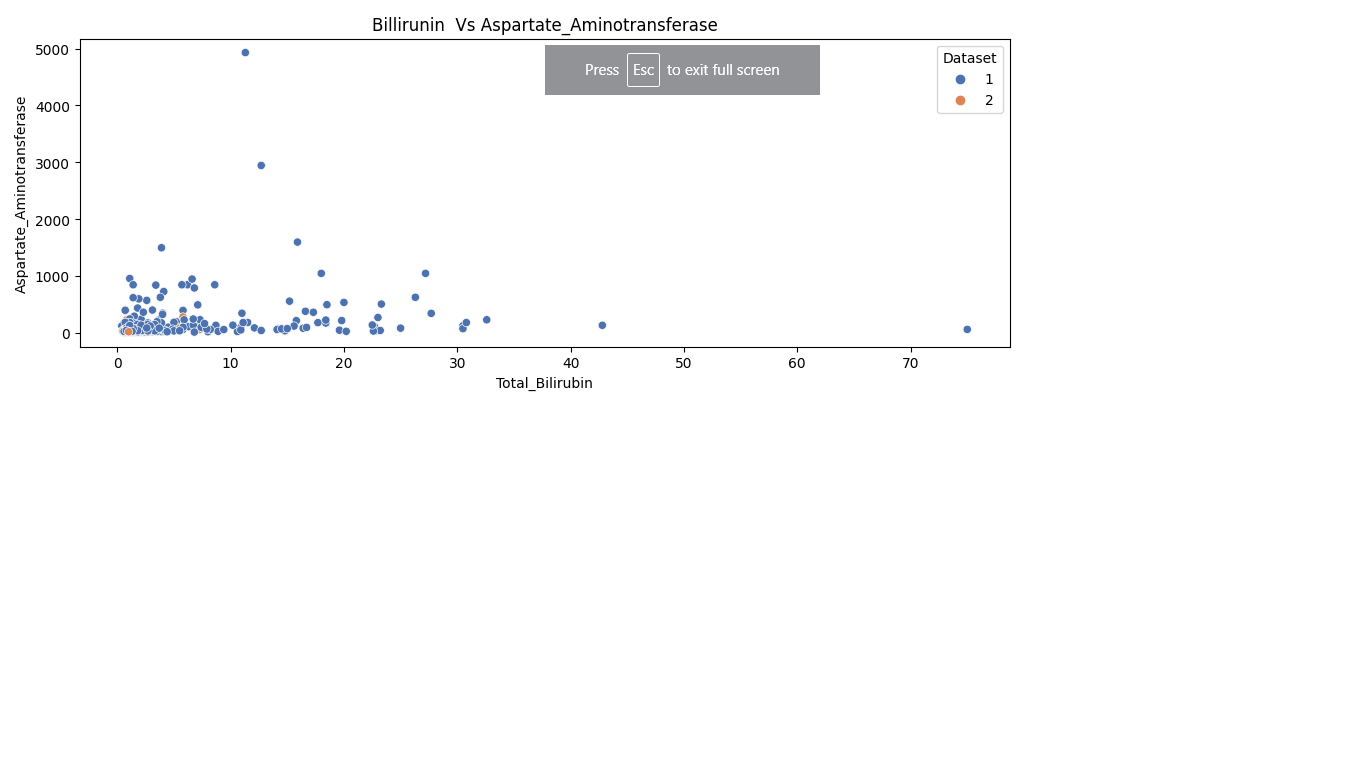 Billirunin  Vs Aspartate_Aminotransferase
Press Esc to exit full screen
Dataset
1
2
Aspartate_Aminotransferase
5000
4000
3000
2000
1000
0
0 10 20 30 40 50 60 70
Total_Bilirubin